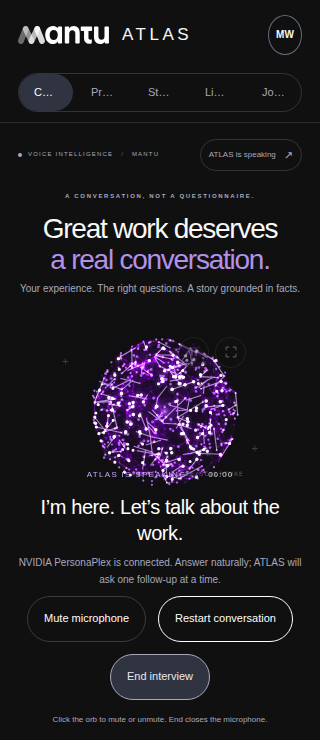 mantu ATLAS MW
C... Pr... St... Li... Jo...
VOICE INTELLIGENCE / MANTU ATLAS is speaking ↗
A CONVERSATION, NOT A QUESTIONNAIRE.
Great work deserves
a real conversation.
Your experience. The right questions. A story grounded in facts.
ATLAS IS SPEAKING 00:00
I'm here. Let's talk about the
work.
NVIDIA PersonaPlex is connected. Answer naturally; ATLAS will
ask one follow-up at a time.
Mute microphone Restart conversation
End interview
Click the orb to mute or unmute. End closes the microphone.